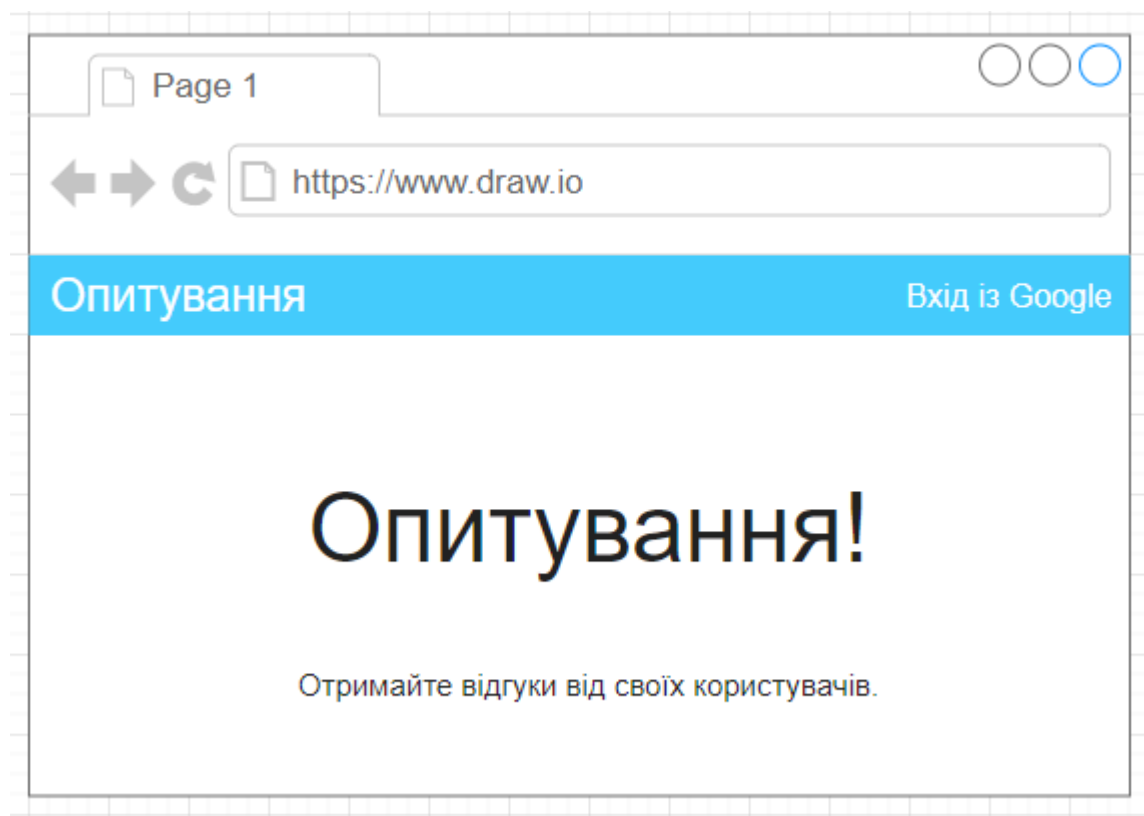 Page 1
https://www.draw.io
Опитування
Вхід із Google
Опитування!
Отримайте відгуки від своїх користувачів.